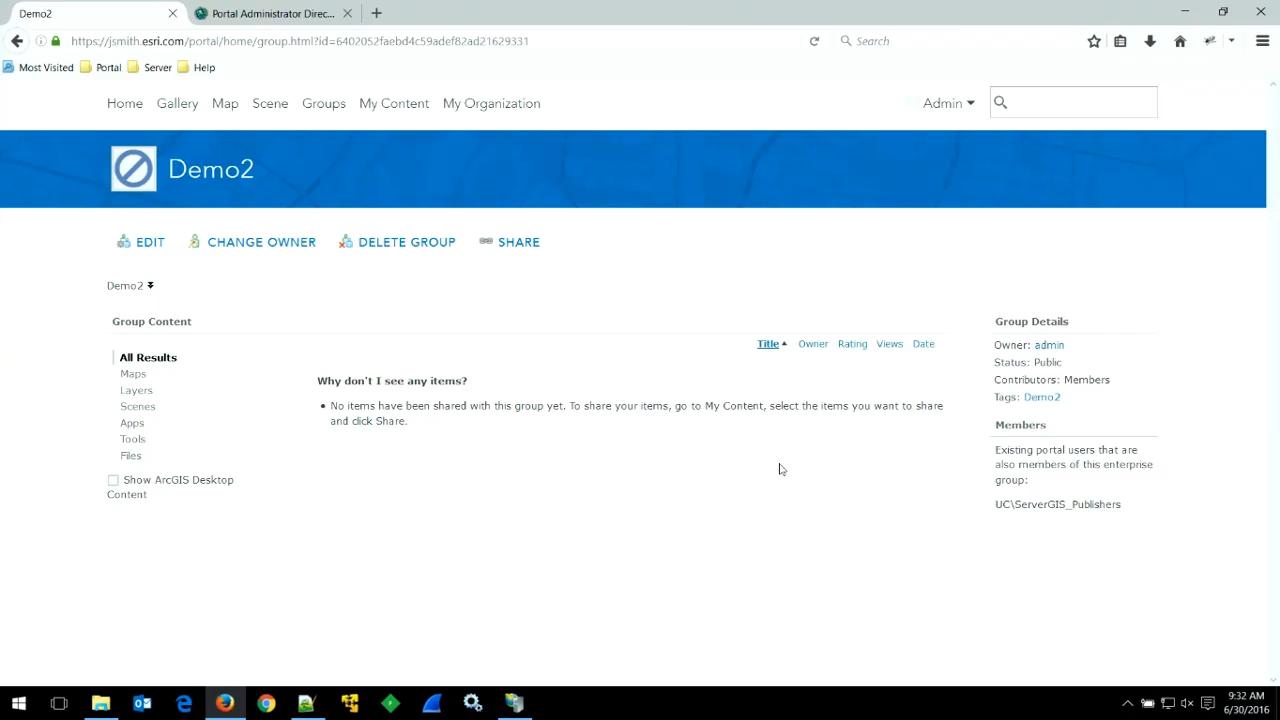 Demo2
Portal Administrator Direc...
https://jsmith.esri.com/portal/home/group.html?id=6402052faebd4c59adef82ad21629331
Search
Most Visited Portal Server Help
Home Gallery Map Scene Groups My Content My Organization
Admin
Demo2
EDIT CHANGE OWNER DELETE GROUP SHARE
Demo2
Group Content
Title Owner Rating Views Date
All Results
Maps
Layers
Scenes
Apps
Tools
Files
Show ArcGIS Desktop
Content
Why don't I see any items?
• No items have been shared with this group yet. To share your items, go to My Content, select the items you want to share
and click Share.
Group Details
Owner: admin
Status: Public
Contributors: Members
Tags: Demo2
Members
Existing portal users that are
also members of this enterprise
group:
UC\ServerGIS_Publishers
9:32 AM
6/30/2016